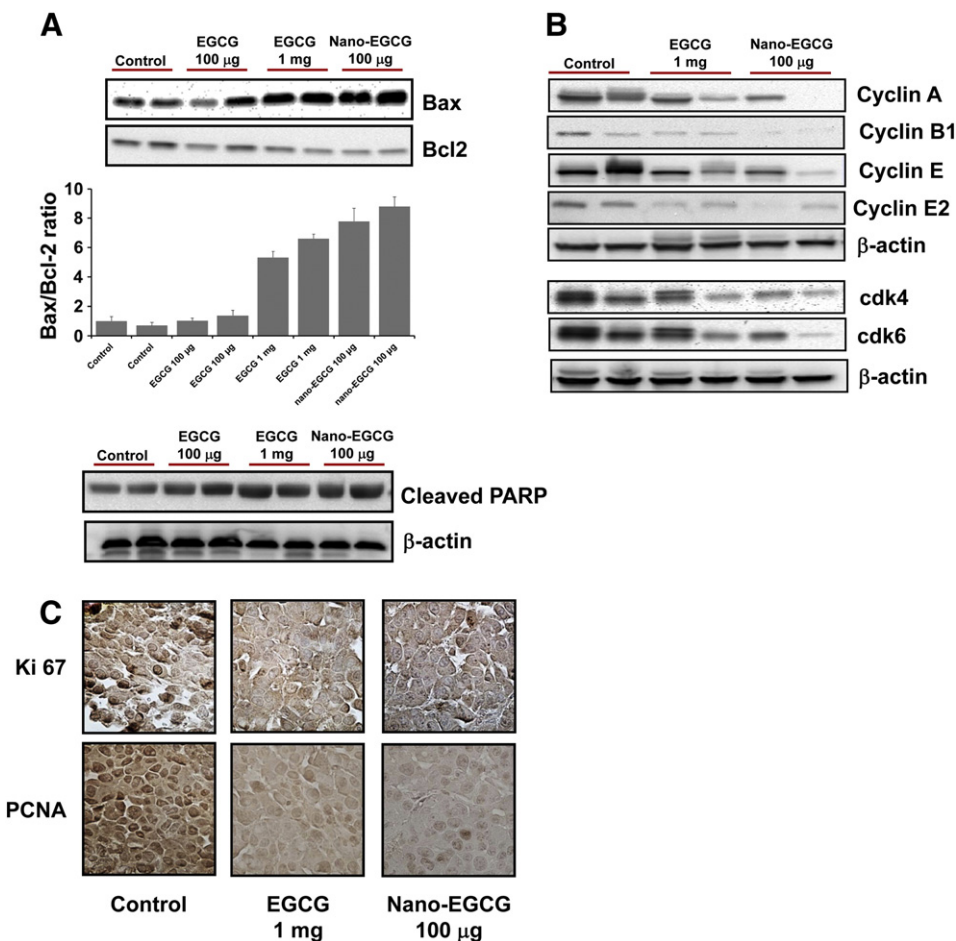 A
Control
EGCG
100 μg
EGCG
1 mg
Nano-EGCG
100 μg
Bax
Bcl2
Bax/Bcl-2 ratio
10
8
6
4
2
0
Control
Control
EGCG 100 μg
EGCG 100 μg
EGCG 1 mg
EGCG 1 mg
nano-EGCG 100 μg
nano-EGCG 100 μg
Control
EGCG
100 μg
EGCG
1 mg
Nano-EGCG
100 μg
Cleaved PARP
β-actin
B
Control
EGCG
1 mg
Nano-EGCG
100 μg
Cyclin A
Cyclin B1
Cyclin E
Cyclin E2
β-actin
cdk4
cdk6
β-actin
C
Ki 67
PCNA
Control
EGCG
1 mg
Nano-EGCG
100 μg